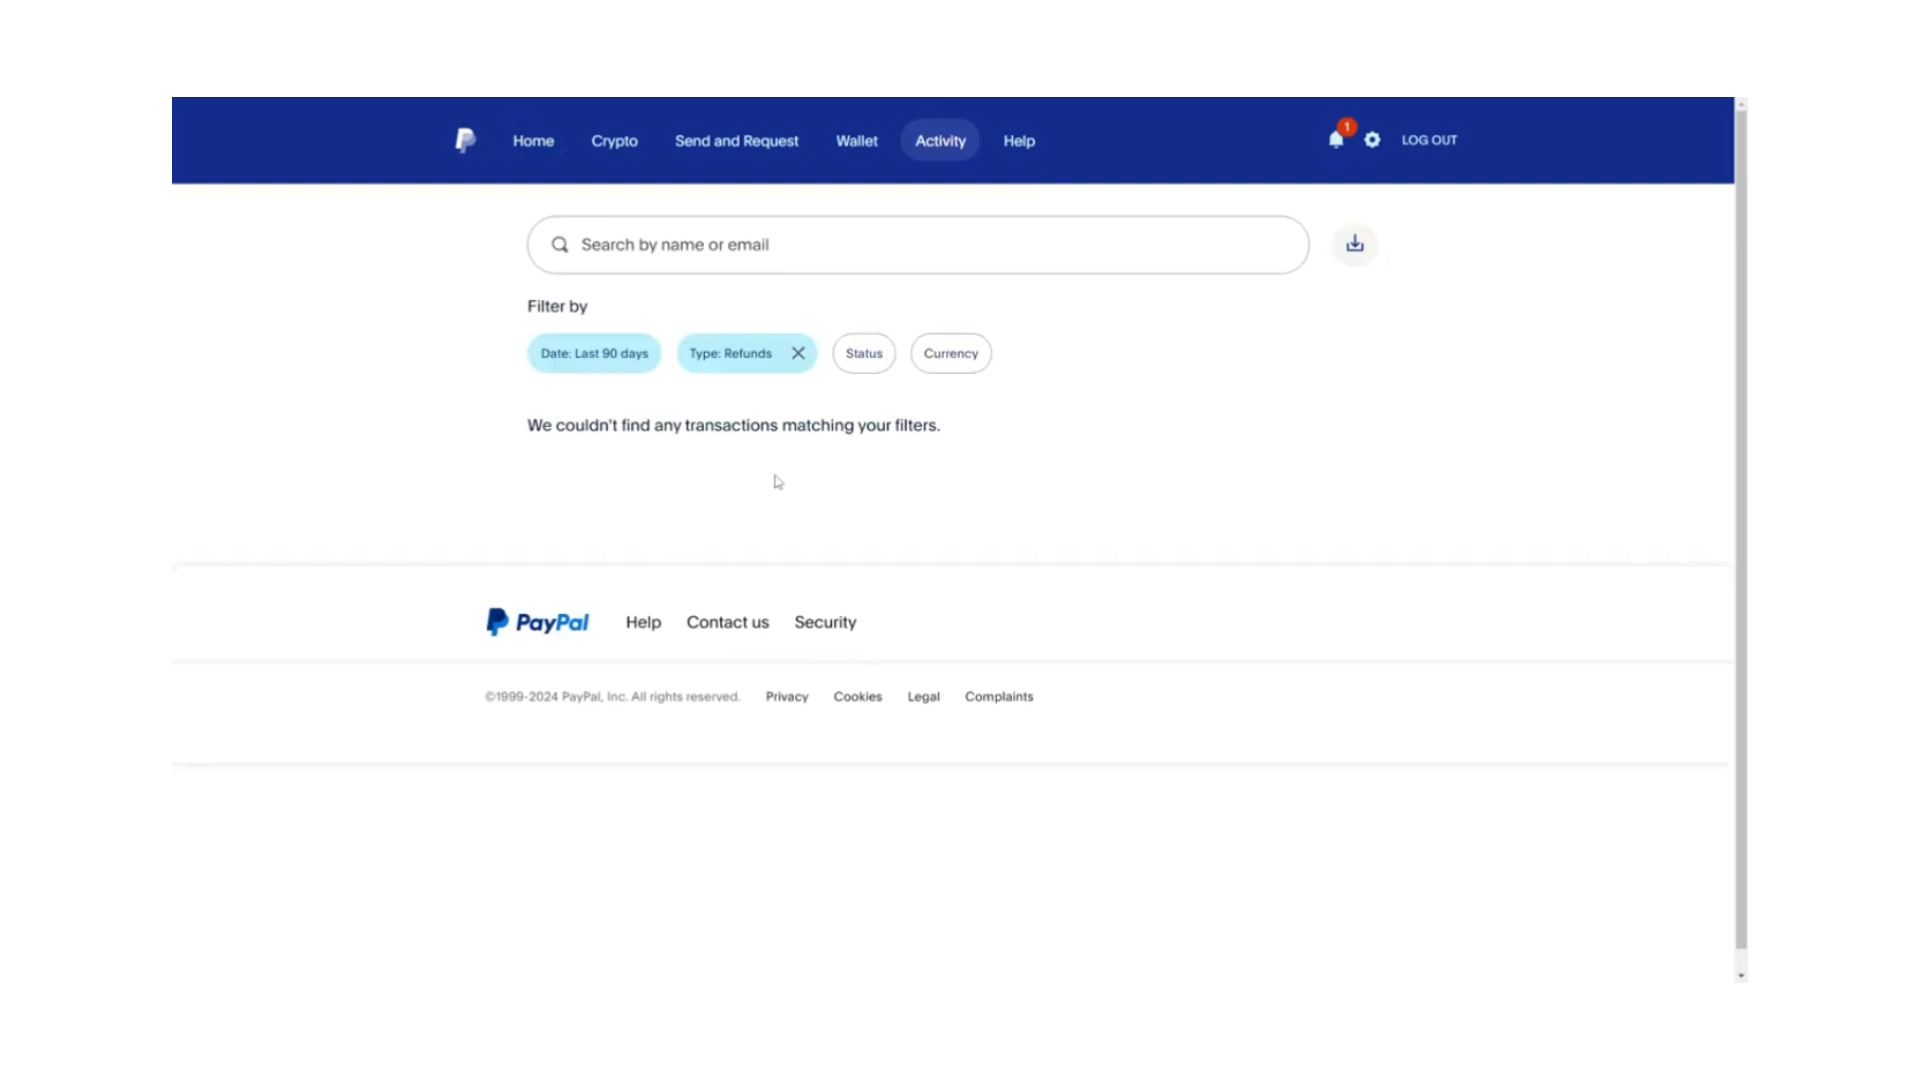 Home Crypto Send and Request Wallet Activity Help 1 LOG OUT
Search by name or email
Filter by
Date: Last 90 days Type: Refunds Status Currency
We couldn't find any transactions matching your filters.
PayPal Help Contact us Security
©1999-2024 PayPal, Inc. All rights reserved. Privacy Cookies Legal Complaints